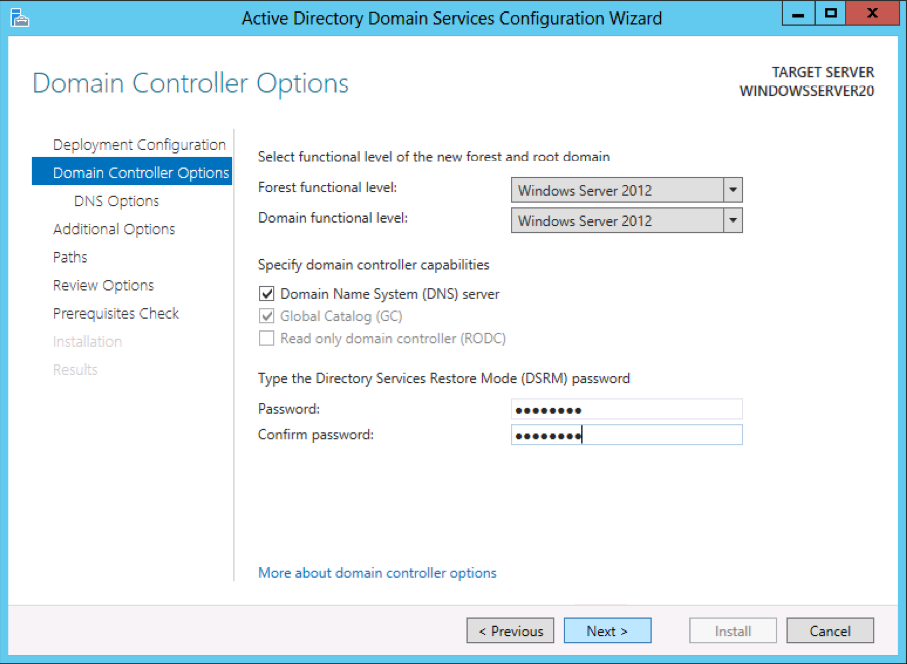 Active Directory Domain Services Configuration Wizard
Domain Controller Options
TARGET SERVER
WINDOWSSERVER20
Deployment Configuration
Domain Controller Options
DNS Options
Additional Options
Paths
Review Options
Prerequisites Check
Installation
Results
Select functional level of the new forest and root domain
Forest functional level: Windows Server 2012
Domain functional level: Windows Server 2012
Specify domain controller capabilities
Domain Name System (DNS) server
Global Catalog (GC)
Read only domain controller (RODC)
Type the Directory Services Restore Mode (DSRM) password
Password: ●●●●●●●●
Confirm password: ●●●●●●●●
More about domain controller options
< Previous Next > Install Cancel